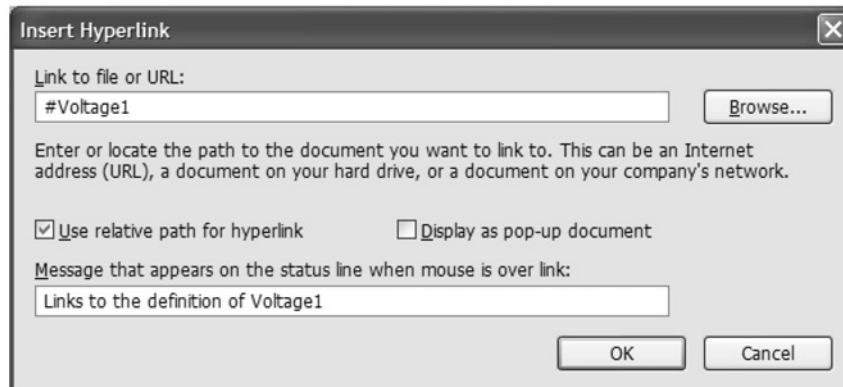 Insert Hyperlink
Link to file or URL:
#Voltage1
Browse...
Enter or locate the path to the document you want to link to. This can be an Internet
address (URL), a document on your hard drive, or a document on your company's network.
Use relative path for hyperlink
Display as pop-up document
Message that appears on the status line when mouse is over link:
Links to the definition of Voltage1
OK
Cancel